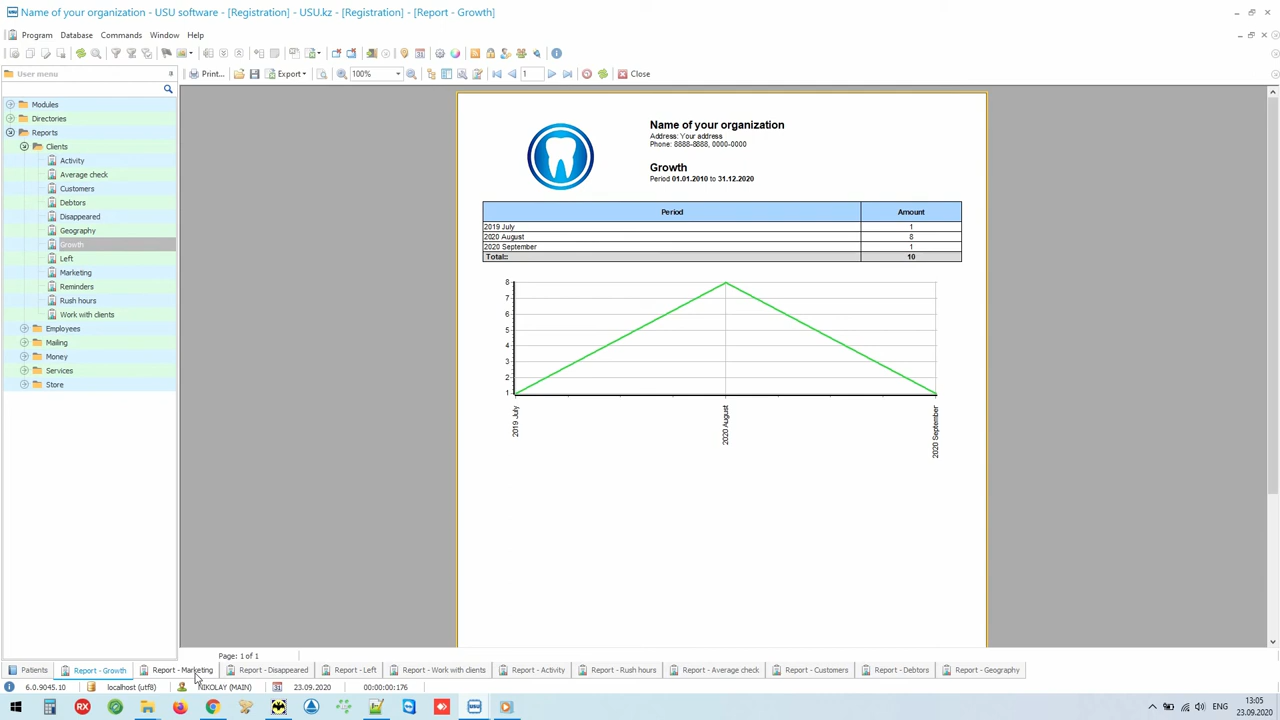 Name of your organization - USU software - [Registration] - USU.kz - [Registration] - [Report - Growth]
Program Database Commands Window Help
User menu
Print... Export 100% 1 Close
Modules
Directories
Reports
Clients
Activity
Average check
Customers
Debtors
Disappeared
Geography
Growth
Left
Marketing
Reminders
Rush hours
Work with clients
Employees
Mailing
Money
Services
Store
Name of your organization
Address: Your address
Phone: 8888-8888, 0000-0000
Growth
Period 01.01.2010 to 31.12.2020
Period Amount
2019 July 1
2020 August 8
2020 September 1
Total:: 10
8
7
6
5
4
3
2
1
2019 July
2020 August
2020 September
Page: 1 of 1
Patients Report - Growth Report - Marketing Report - Disappeared Report - Left Report - Work with clients Report - Activity Report - Rush hours Report - Average check Report - Customers Report - Debtors Report - Geography
6.0.9045.10 localhost (utf8) NIKOLAY (MAIN) 23.09.2020 00:00:00:176
RX
ENG
13:05
23.09.2020